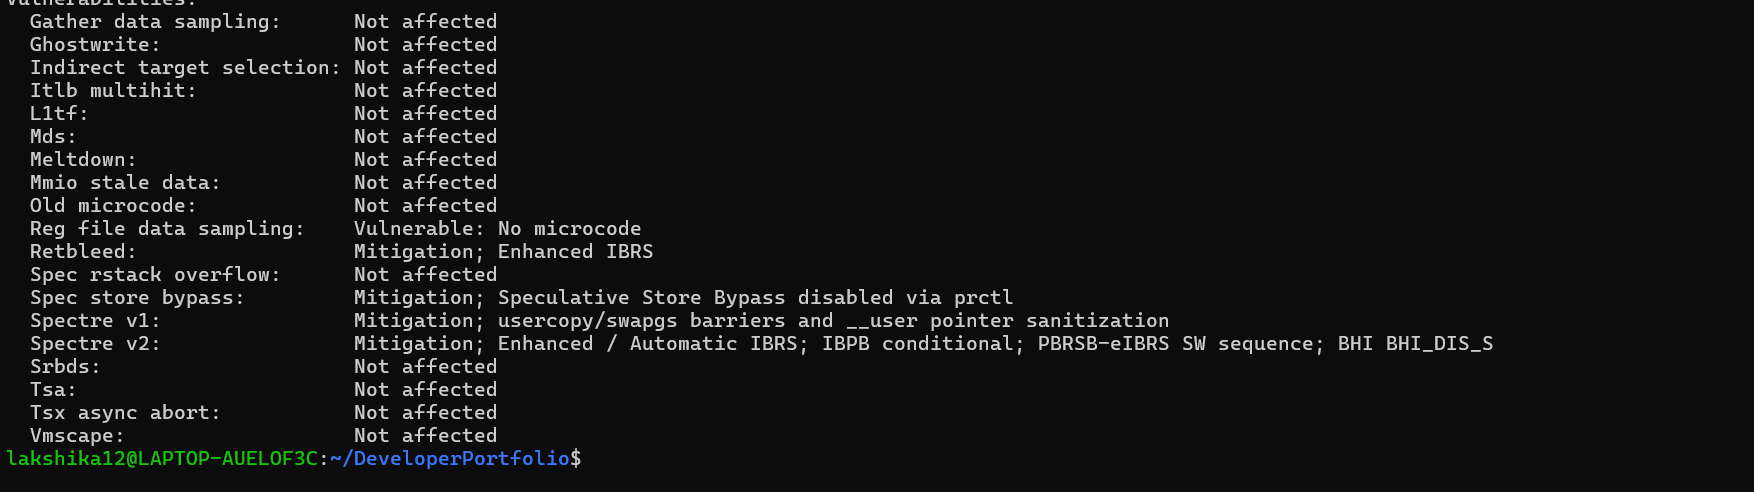 Vulnerabilities:
Gather data sampling: Not affected
Ghostwrite: Not affected
Indirect target selection: Not affected
Itlb multihit: Not affected
L1tf: Not affected
Mds: Not affected
Meltdown: Not affected
Mmio stale data: Not affected
Old microcode: Not affected
Reg file data sampling: Vulnerable: No microcode
Retbleed: Mitigation; Enhanced IBRS
Spec rstack overflow: Not affected
Spec store bypass: Mitigation; Speculative Store Bypass disabled via prctl
Spectre v1: Mitigation; usercopy/swapgs barriers and __user pointer sanitization
Spectre v2: Mitigation; Enhanced / Automatic IBRS; IBPB conditional; PBRSB-eIBRS SW sequence; BHI BHI_DIS_S
Srbds: Not affected
Tsa: Not affected
Tsx async abort: Not affected
Vmscape: Not affected
lakshika12@LAPTOP-AUELOF3C:~/DeveloperPortfolio$